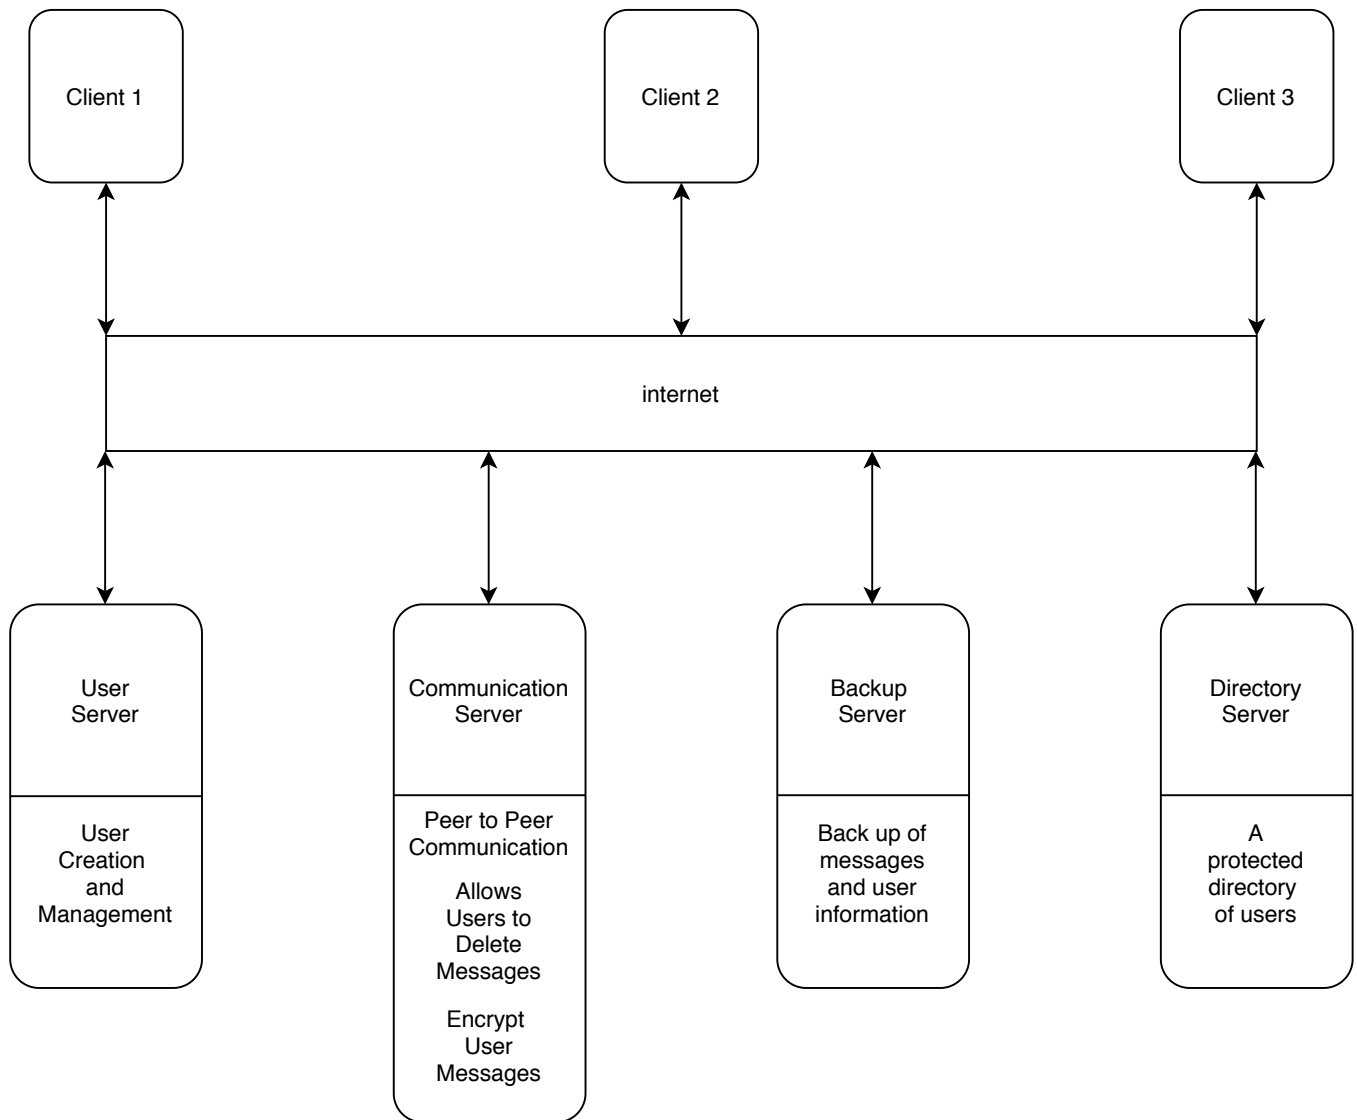 Client 1
Client 2
Client 3
internet
User
Server
Communication
Server
Backup
Server
Directory
Server
User
Creation
and
Management
Peer to Peer
Communication
Allows
Users to
Delete
Messages
Encrypt
User
Messages
Back up of
messages
and user
information
A
protected
directory
of users